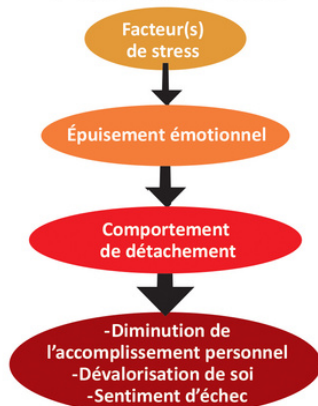 Facteur(s)
de stress
Épuisement émotionnel
Comportement
de détachement
-Diminution de
l'accomplissement personnel
-Dévalorisation de soi
-Sentiment d'échec